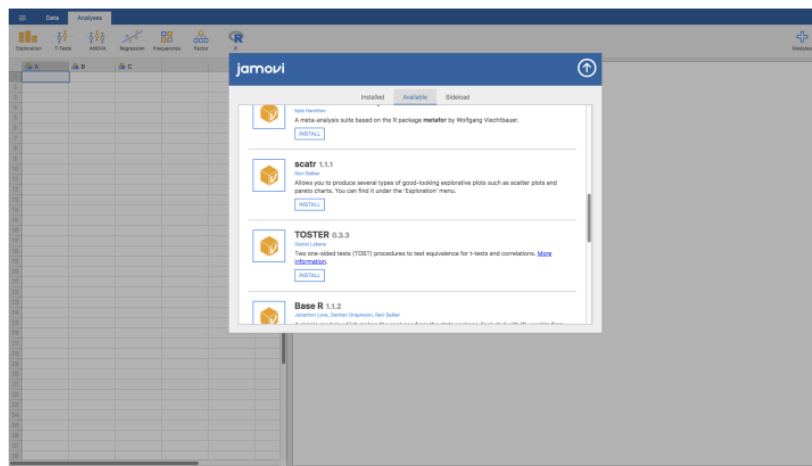 Data Analyses
Exploration T-Tests ANOVA Regression Frequencies Factor R
Modules
A B C
jamovi
Installed Available Sideload
Kyle Hamilton
A meta-analysis suite based on the R package metafor by Wolfgang Viechtbauer.
INSTALL
scatr 1.1.1
Ravi Selker
Allows you to produce several types of good-looking explorative plots such as scatter plots and
pareto charts. You can find it under the 'Exploration' menu.
INSTALL
TOSTER 0.3.3
Daniel Lakens
Two one-sided tests (TOST) procedures to test equivalence for t-tests and correlations. More
Information.
INSTALL
Base R 1.1.2
Jonathon Love, Damian Dropmann, Ravi Selker